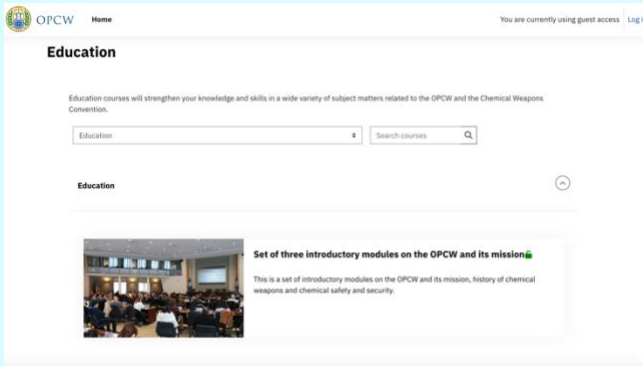 OPCW Home You are currently using guest access Log i
Education
Education courses will strengthen your knowledge and skills in a wide variety of subject matters related to the OPCW and the Chemical Weapons
Convention.
Education Search courses
Education
Set of three introductory modules on the OPCW and its mission
This is a set of introductory modules on the OPCW and its mission, history of chemical
weapons and chemical safety and security.